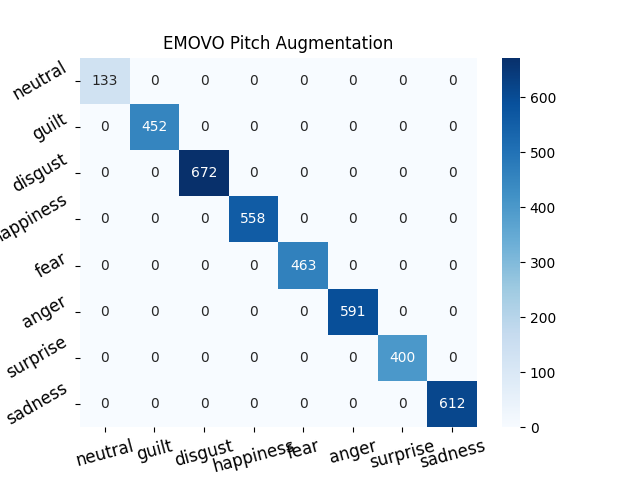 EMOVO Pitch Augmentation
neutral 133 0 0 0 0 0 0 0
guilt 0 452 0 0 0 0 0 0
disgust 0 0 672 0 0 0 0 0
happiness 0 0 0 558 0 0 0 0
fear 0 0 0 0 463 0 0 0
anger 0 0 0 0 0 591 0 0
surprise 0 0 0 0 0 0 400 0
sadness 0 0 0 0 0 0 0 612
neutral guilt disgust happiness fear anger surprise sadness
600
500
400
300
200
100
0